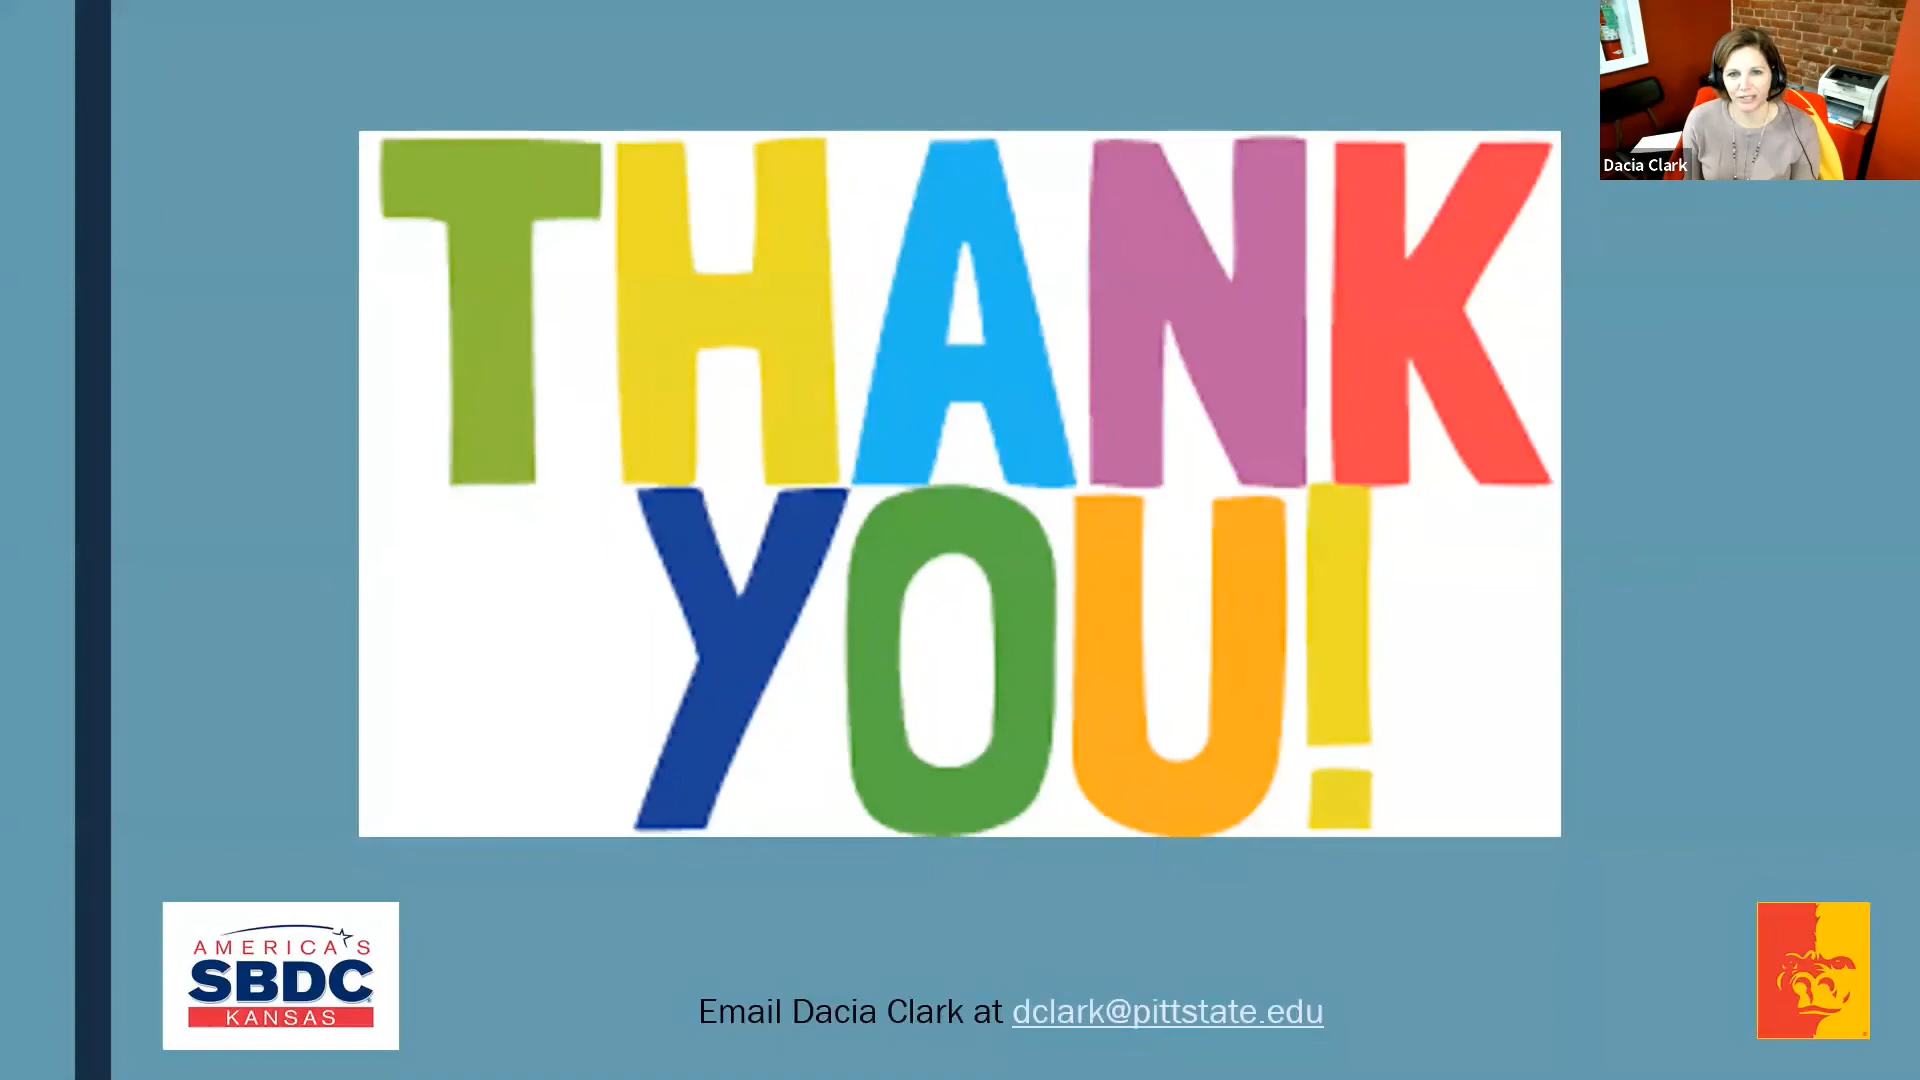 Dacia Clark
THANK
YOU!
AMERICA'S
SBDC
KANSAS
Email Dacia Clark at dclark@pittstate.edu